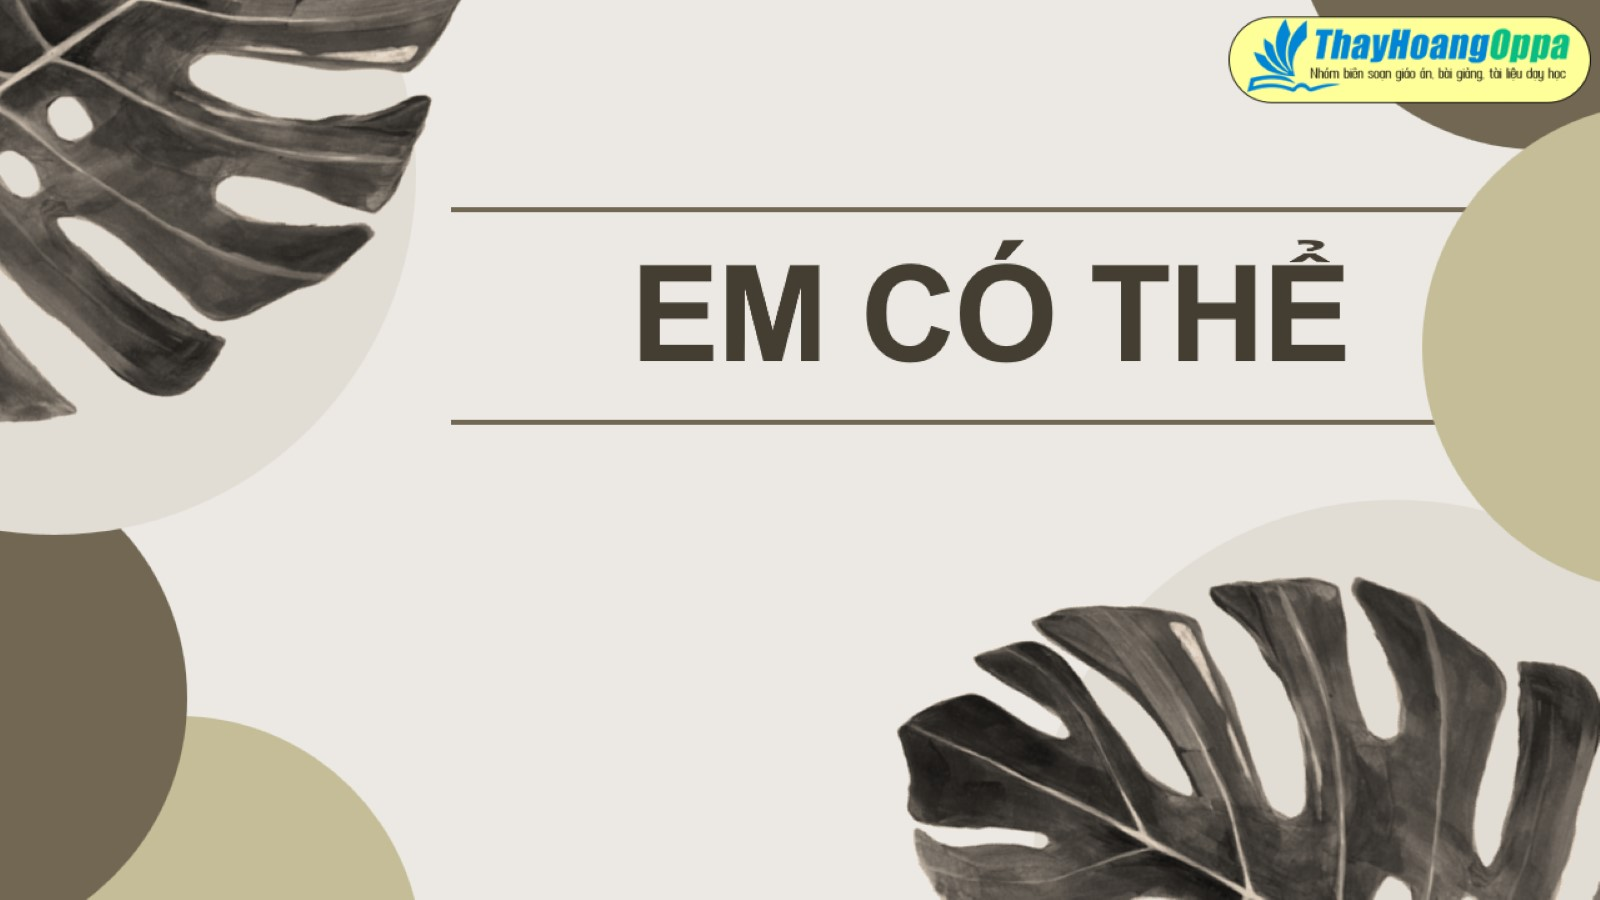 ThayHoangOppa
Nhóm biên soạn giáo án, bài giảng, tài liệu dạy học
EM CÓ THỂ